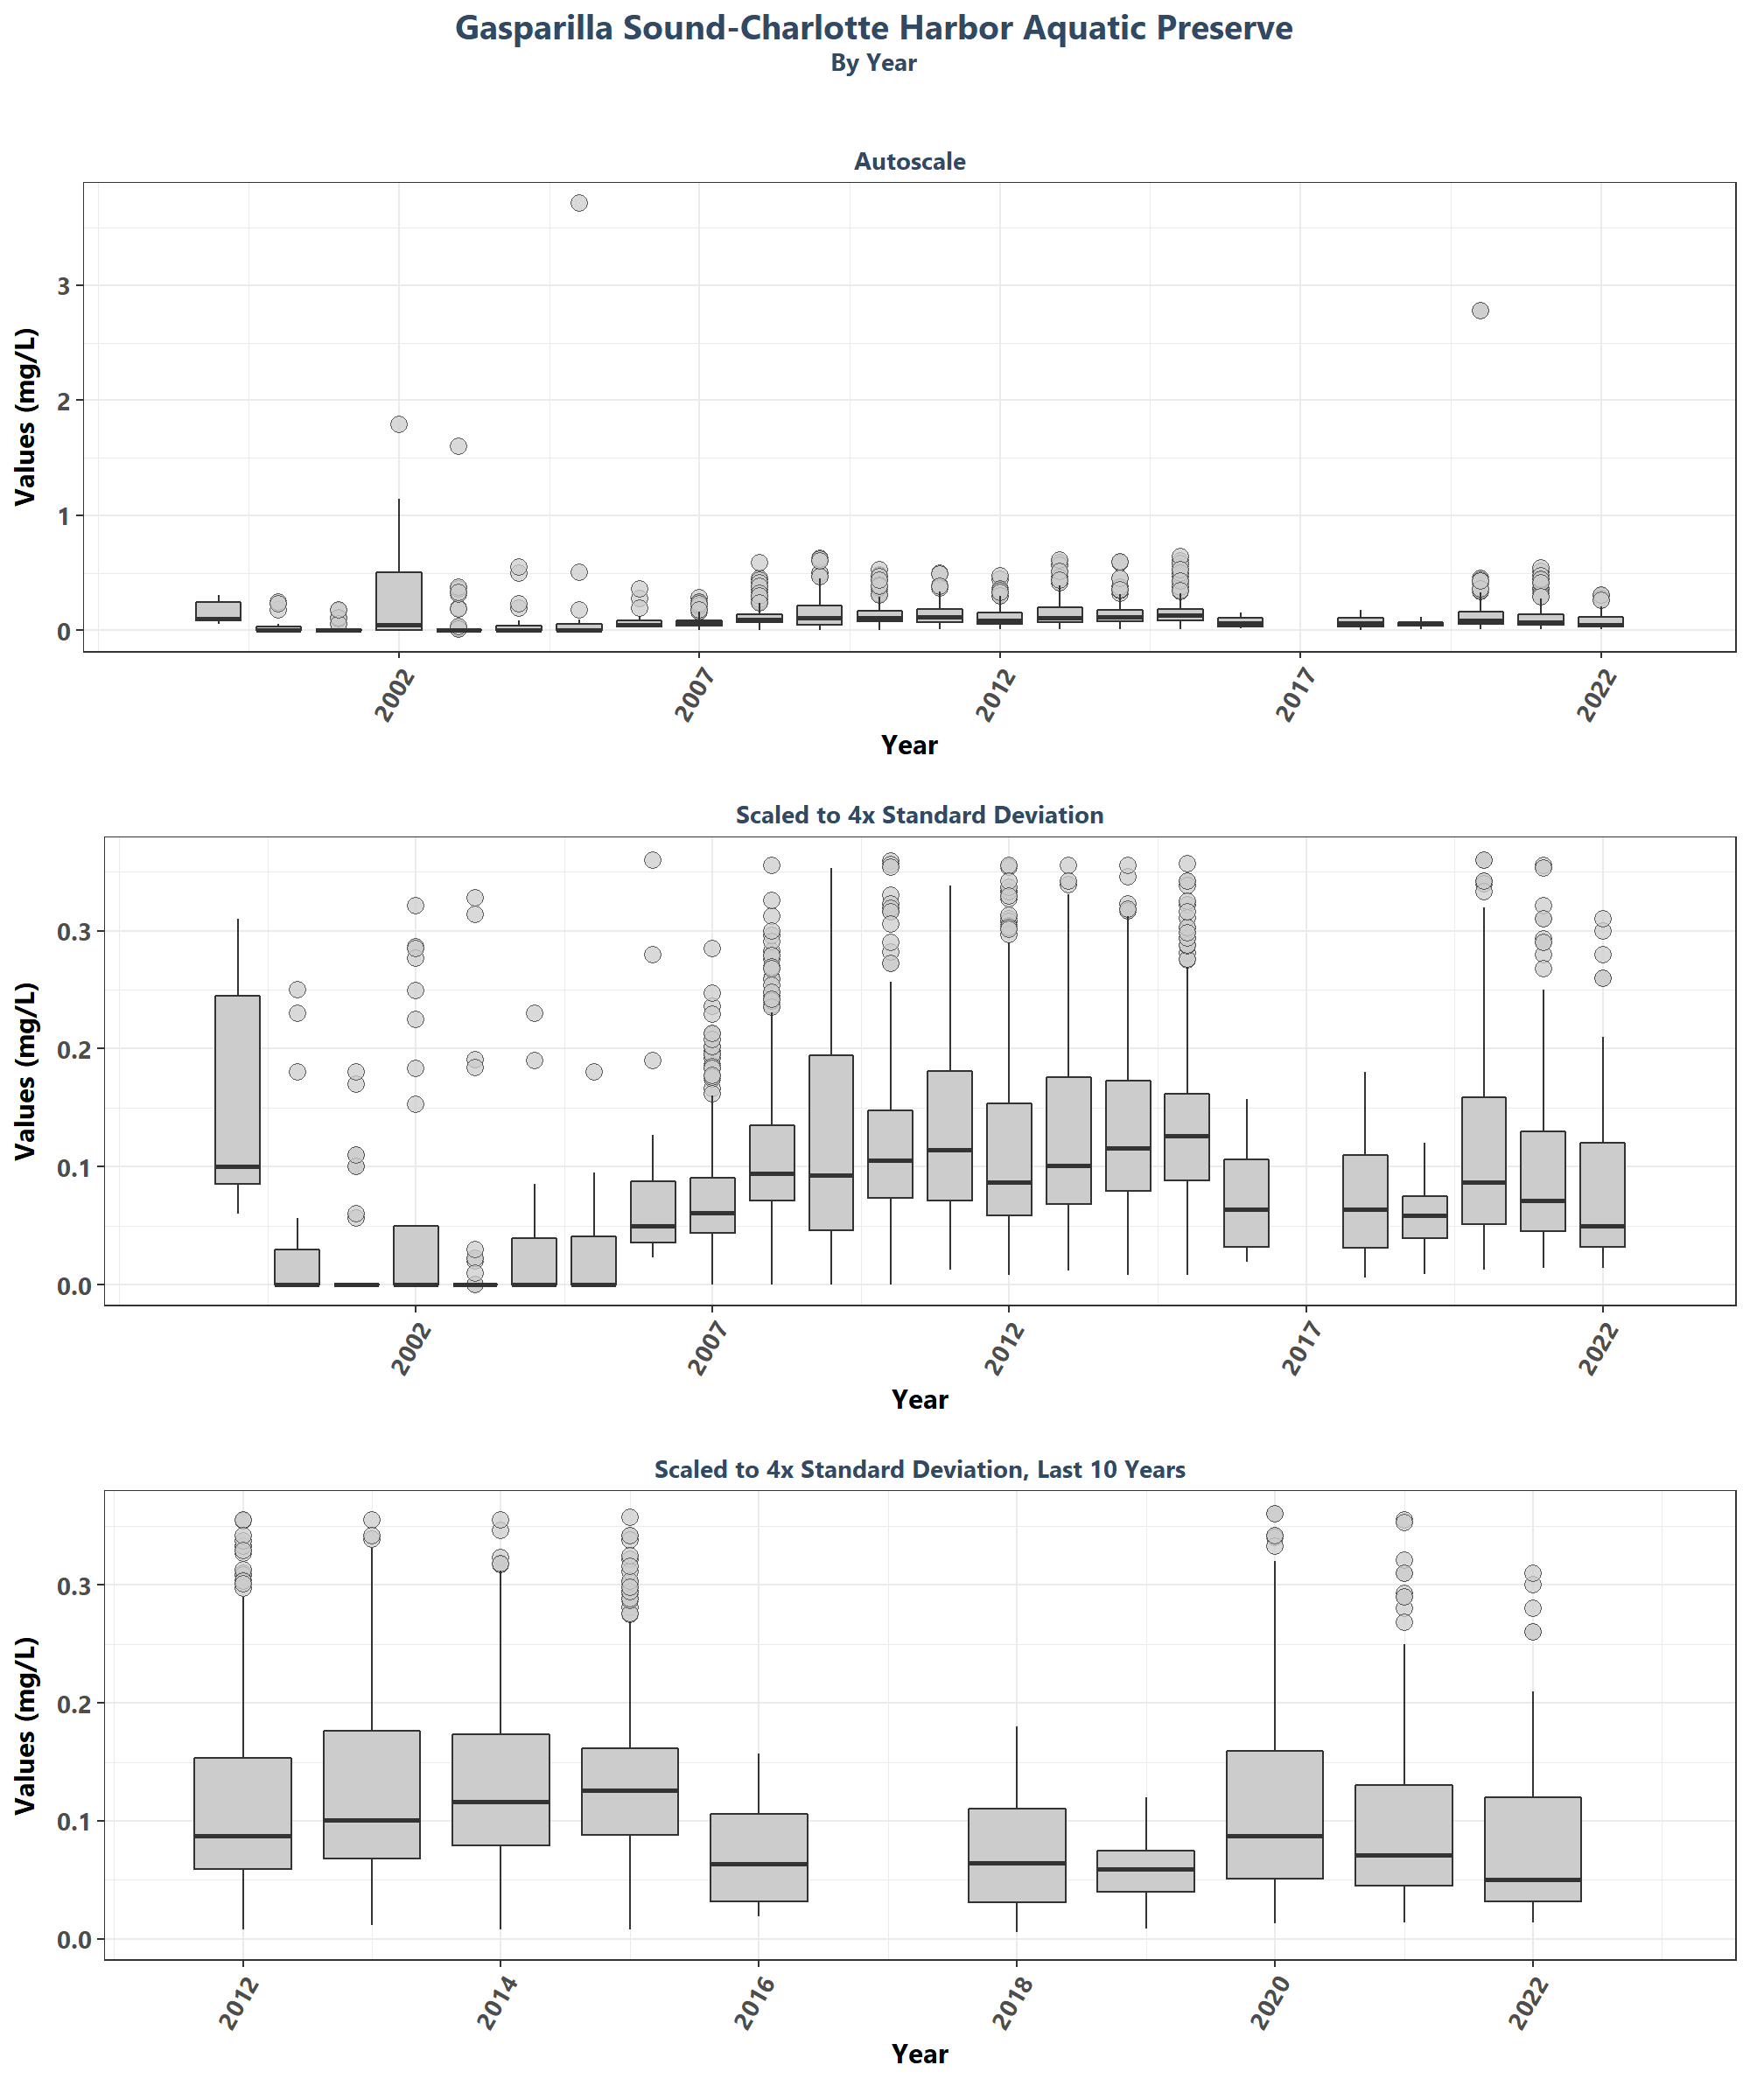 Gasparilla Sound-Charlotte Harbor Aquatic Preserve
By Year
Autoscale
Values (mg/L)
3
2
1
0
2002 2007 2012 2017 2022
Year
Scaled to 4x Standard Deviation
Values (mg/L)
0.3
0.2
0.1
0.0
2002 2007 2012 2017 2022
Year
Scaled to 4x Standard Deviation, Last 10 Years
Values (mg/L)
0.3
0.2
0.1
0.0
2012 2014 2016 2018 2020 2022
Year